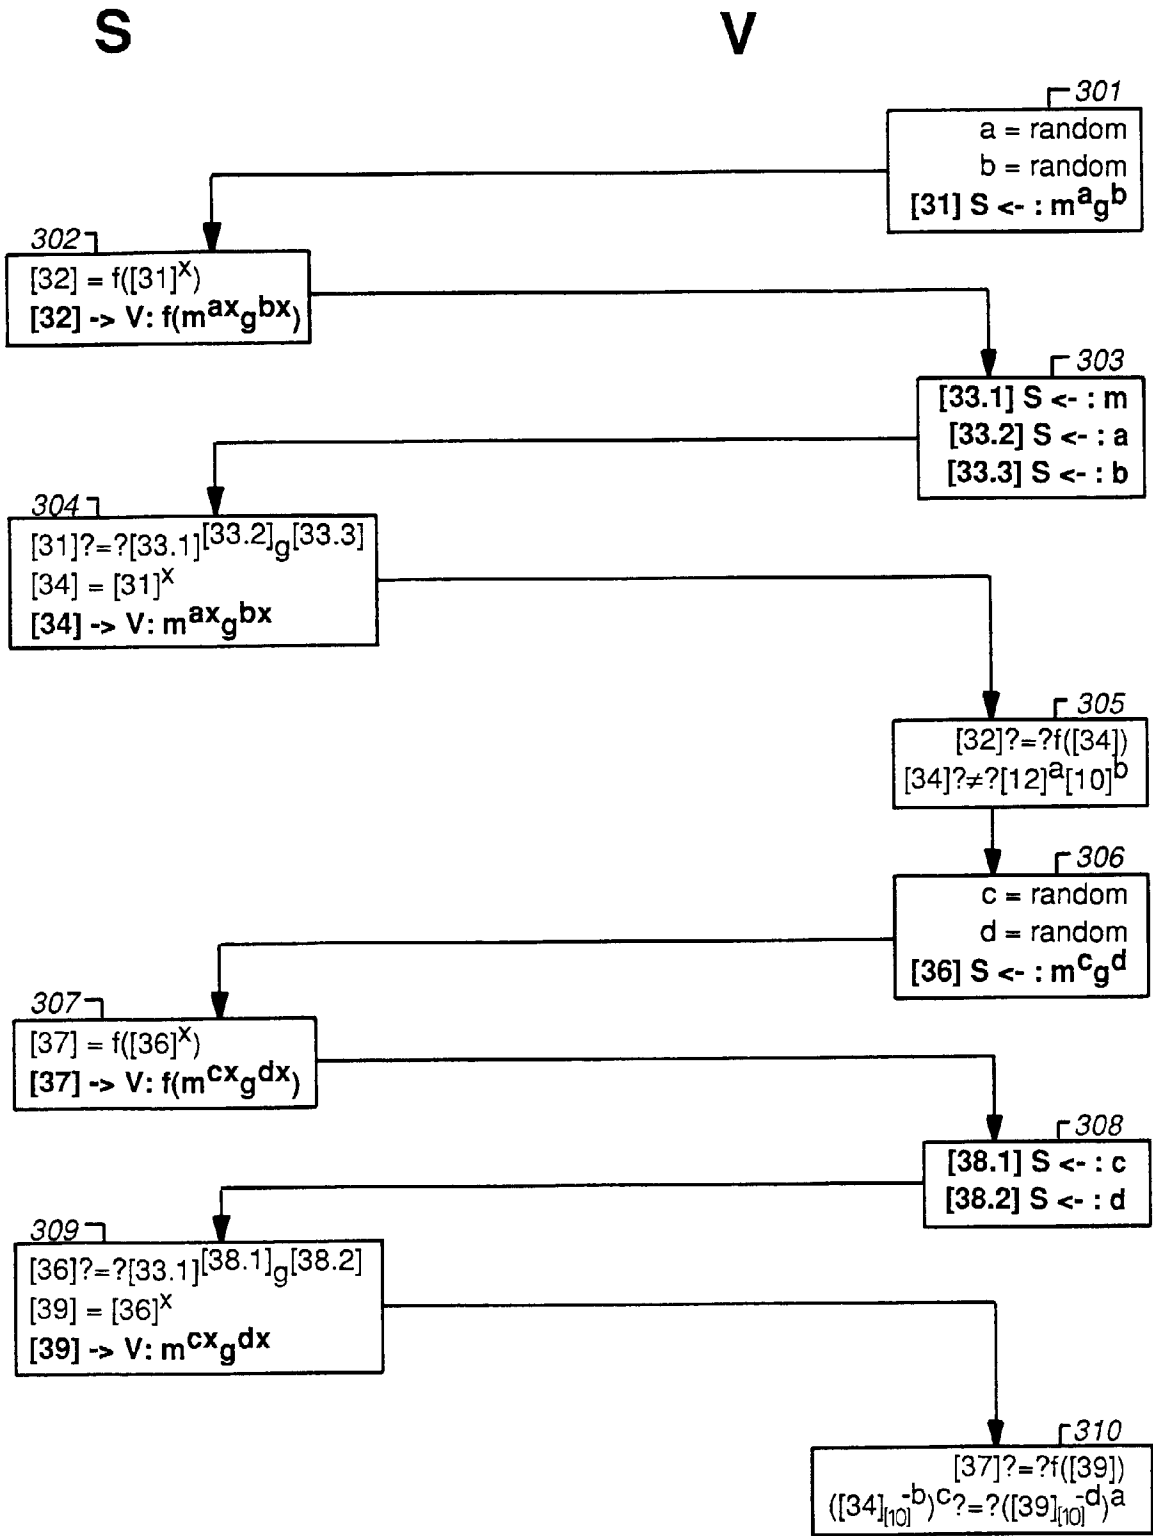 S
V
301
a = random
b = random
[31] S <- : m^a g^b
302
[32] = f([31]^x)
[32] -> V: f(m^ax g^bx)
303
[33.1] S <- : m
[33.2] S <- : a
[33.3] S <- : b
304
[31]?=?[33.1]^[33.2] g^[33.3]
[34] = [31]^x
[34] -> V: m^ax g^bx
305
[32]?=?f([34])
[34]?≠?[12]^a[10]^b
306
c = random
d = random
[36] S <- : m^c g^d
307
[37] = f([36]^x)
[37] -> V: f(m^cx g^dx)
308
[38.1] S <- : c
[38.2] S <- : d
309
[36]?=?[33.1]^[38.1] g^[38.2]
[39] = [36]^x
[39] -> V: m^cx g^dx
310
[37]?=?f([39])
([34][10]^-b)^c?=?([39][10]^-d)^a